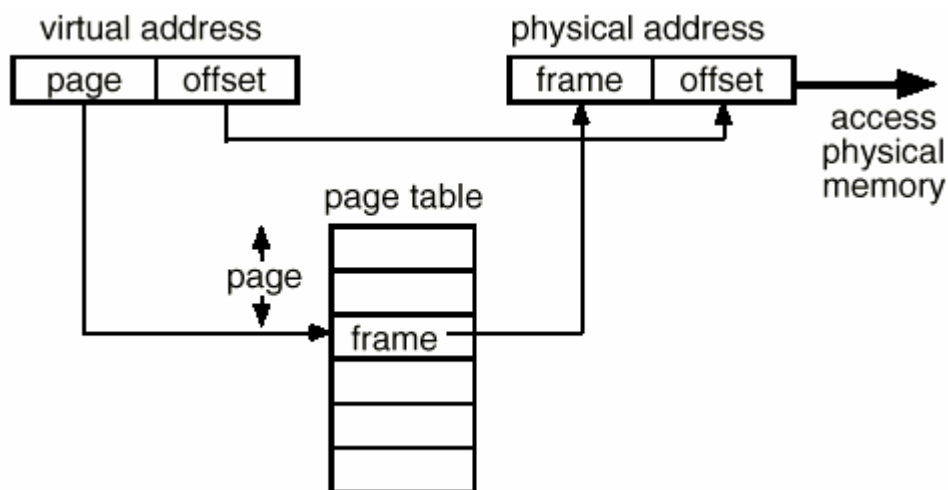 virtual address
physical address
page offset
frame offset
access
physical
memory
page table
page
frame